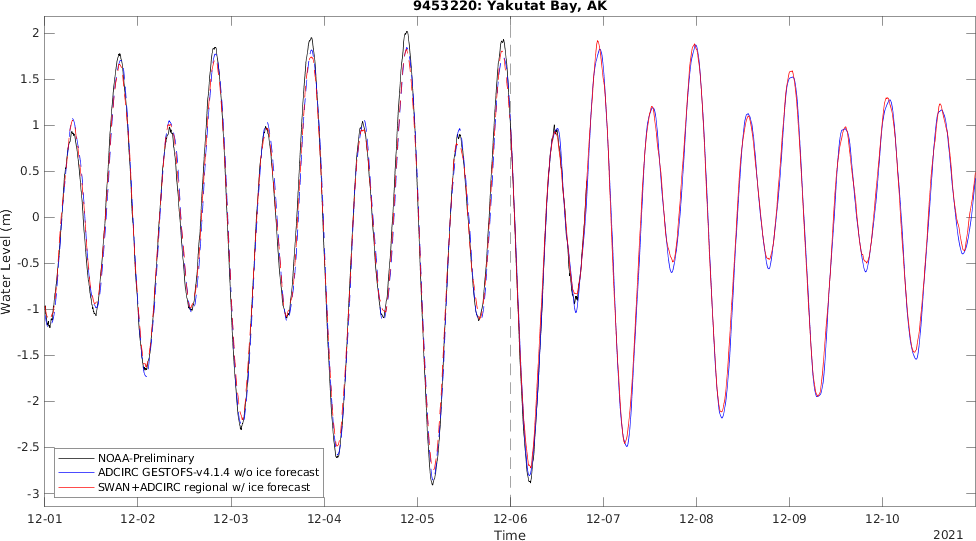 9453220: Yakutat Bay, AK
2
1.5
1
0.5
0
-0.5
-1
-1.5
-2
-2.5
-3
Water Level (m)
NOAA-Preliminary
ADCIRC GESTOFS-v4.1.4 w/o ice forecast
SWAN+ADCIRC regional w/ ice forecast
12-01 12-02 12-03 12-04 12-05 12-06 12-07 12-08 12-09 12-10
Time
2021